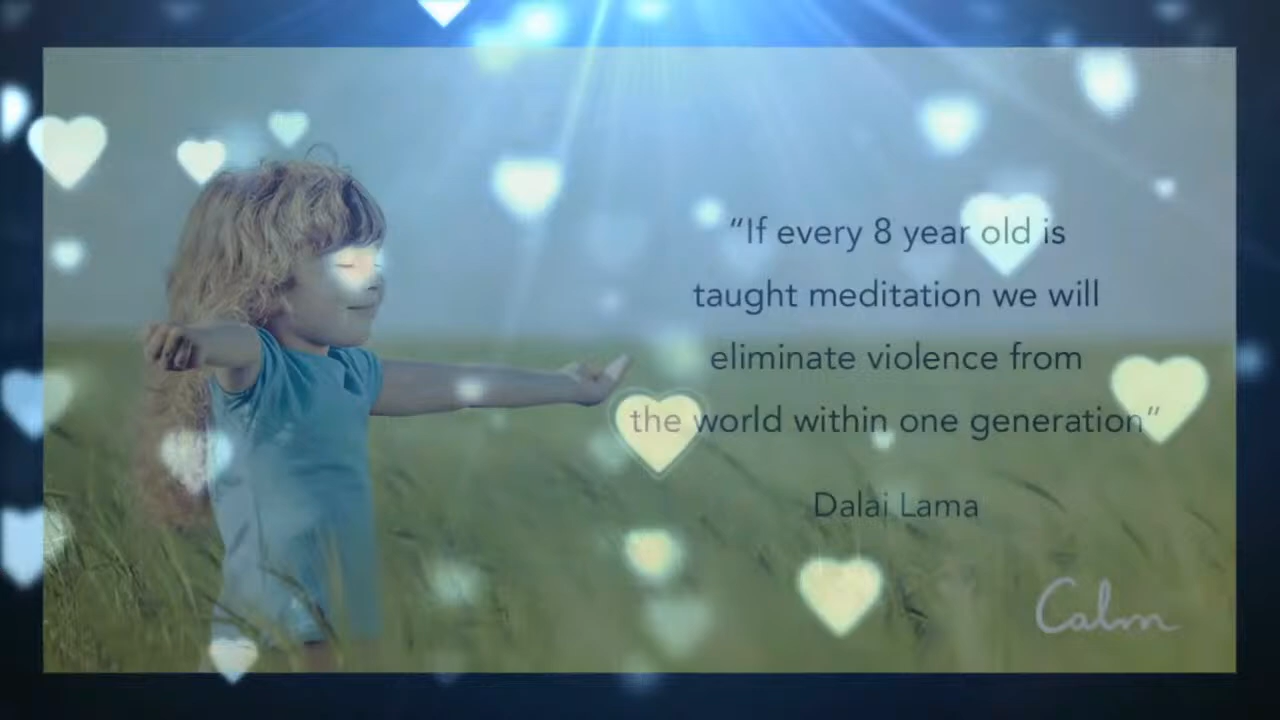 “If every 8 year old is
taught meditation we will
eliminate violence from
the world within one generation“
Dalai Lama
Calm